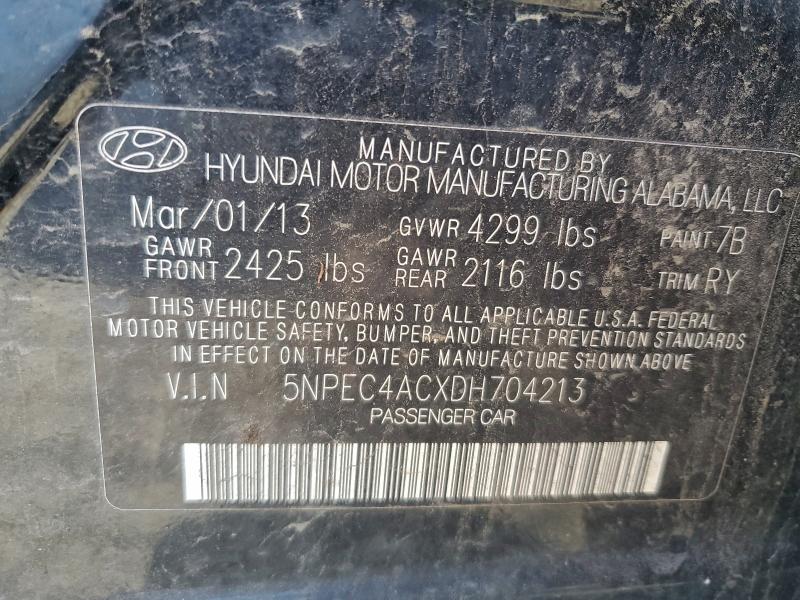 MANUFACTURED BY
HYUNDAI MOTOR MANUFACTURING ALABAMA, LLC
Mar/01/13 GVWR 4299 lbs PAINT 7B
GAWR FRONT 2425 lbs GAWR REAR 2116 lbs TRIM RY
THIS VEHICLE CONFORMS TO ALL APPLICABLE U.S.A. FEDERAL
MOTOR VEHICLE SAFETY, BUMPER, AND THEFT PREVENTION STANDARDS
IN EFFECT ON THE DATE OF MANUFACTURE SHOWN ABOVE
V.I.N 5NPEC4ACXDH704213
PASSENGER CAR